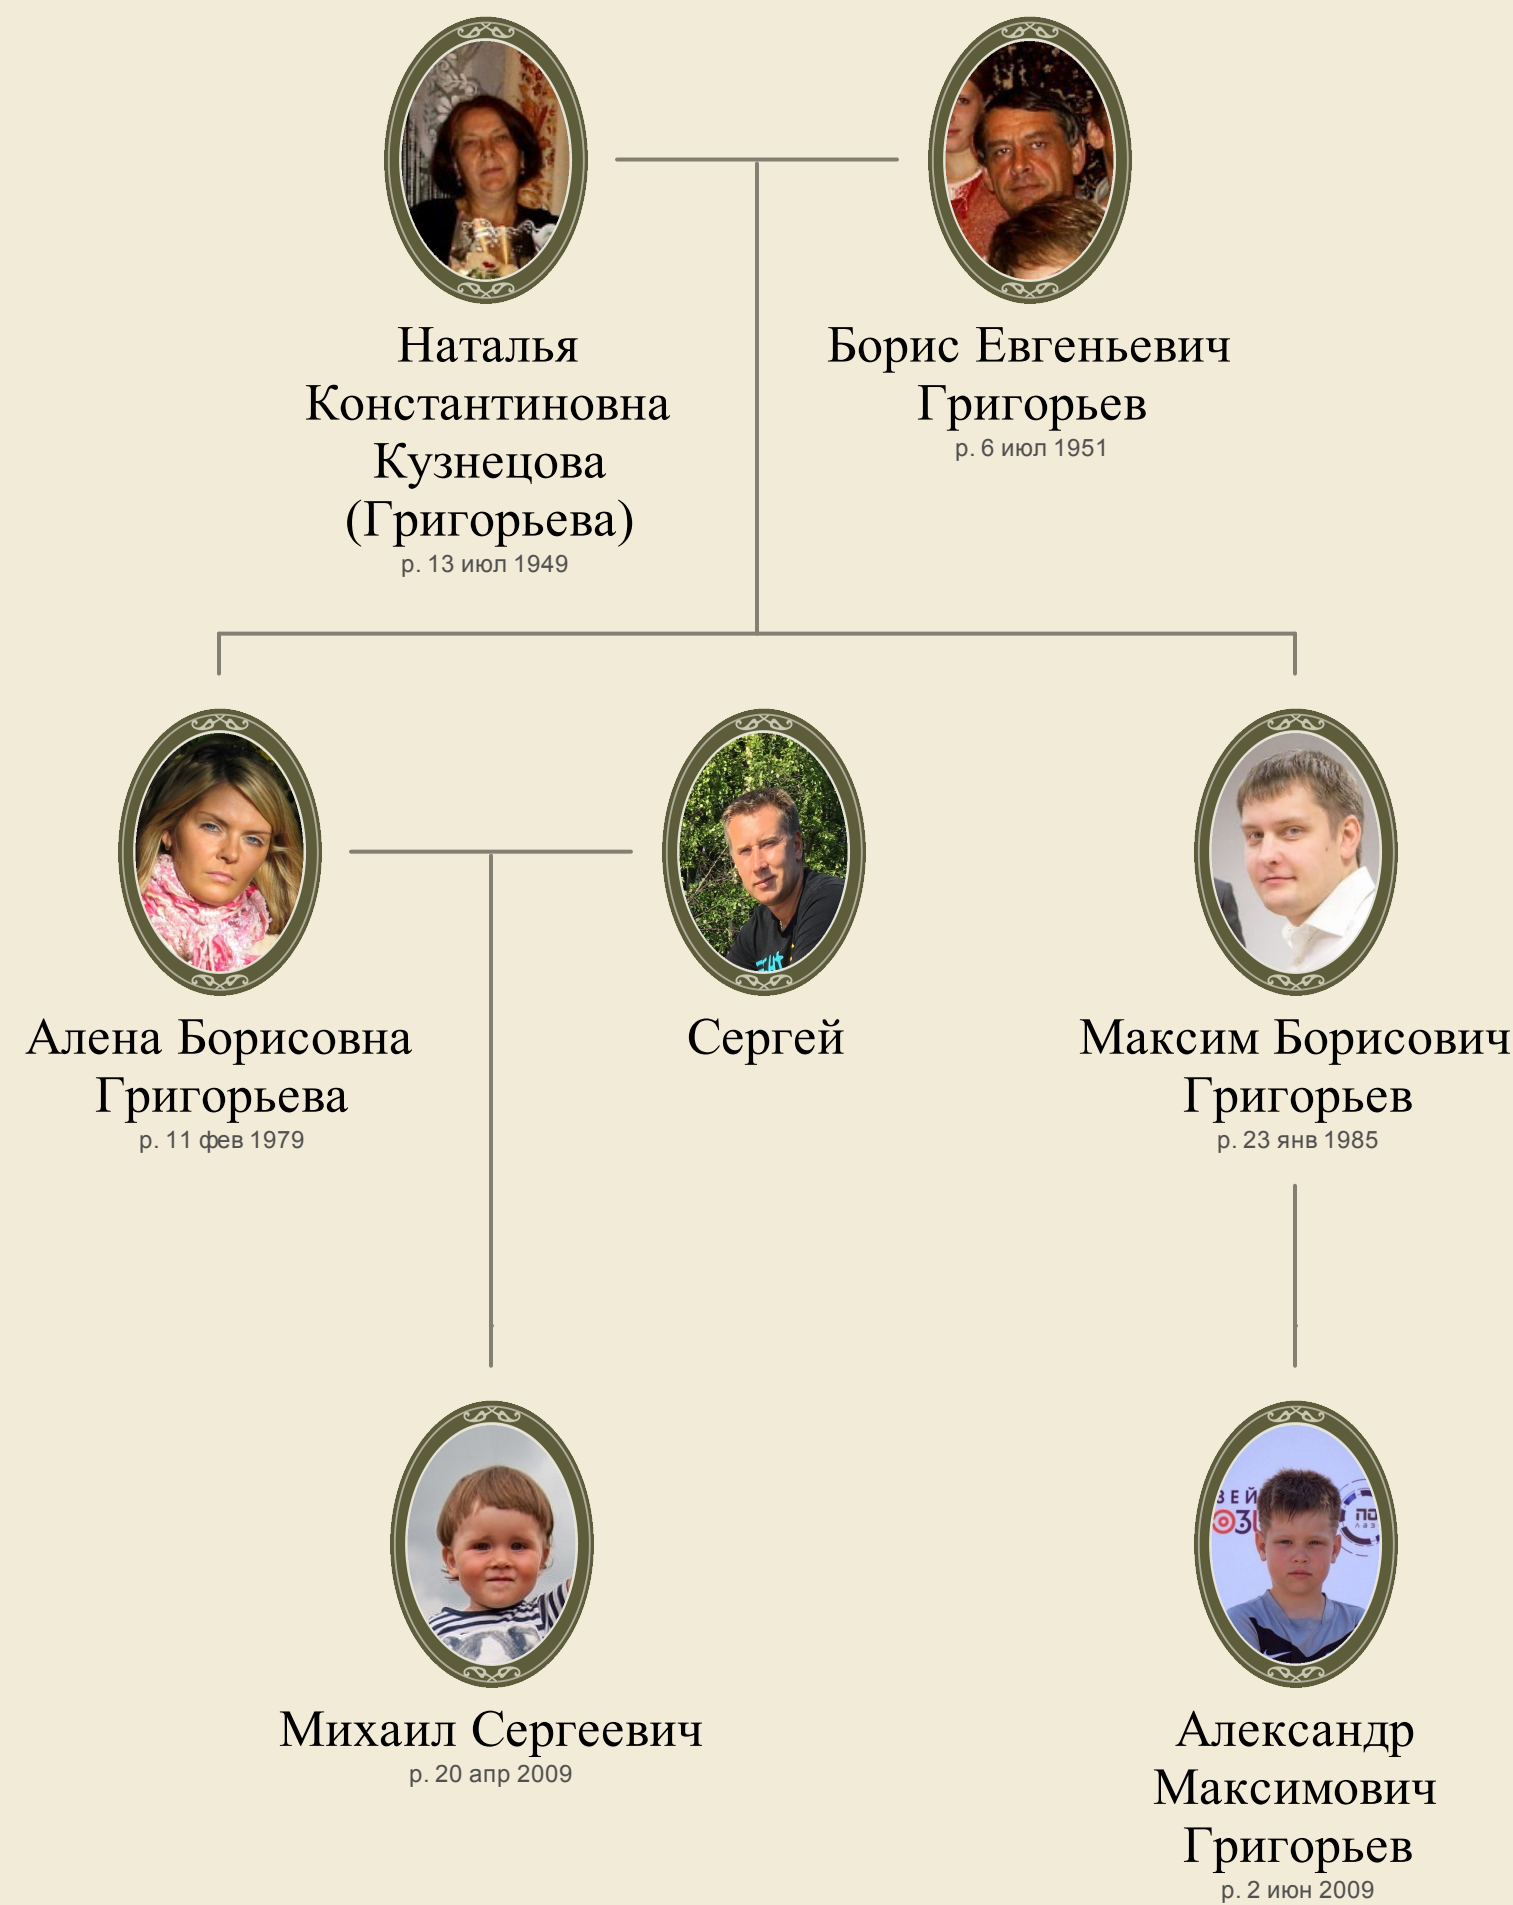 Наталья
Константиновна
Кузнецова
(Григорьева)
р. 13 июл 1949
Борис Евгеньевич
Григорьев
р. 6 июл 1951
Алена Борисовна
Григорьева
р. 11 фев 1979
Сергей
Максим Борисович
Григорьев
р. 23 янв 1985
Михаил Сергеевич
р. 20 апр 2009
Александр
Максимович
Григорьев
р. 2 июн 2009